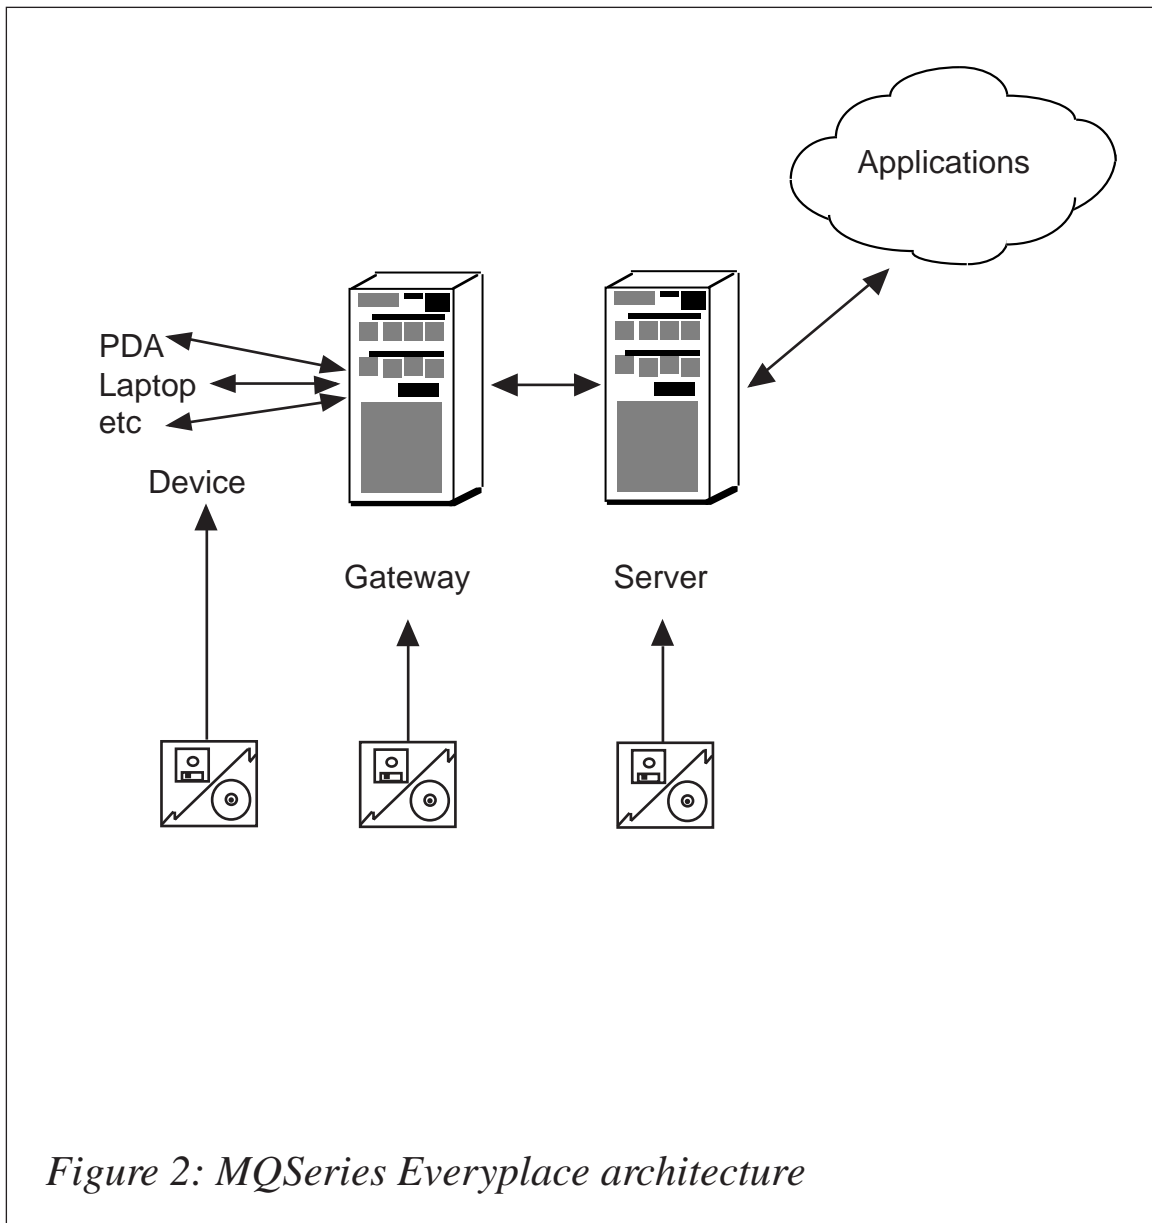 Applications
PDA
Laptop
etc
Device
Gateway
Server
Figure 2: MQSeries Everyplace architecture